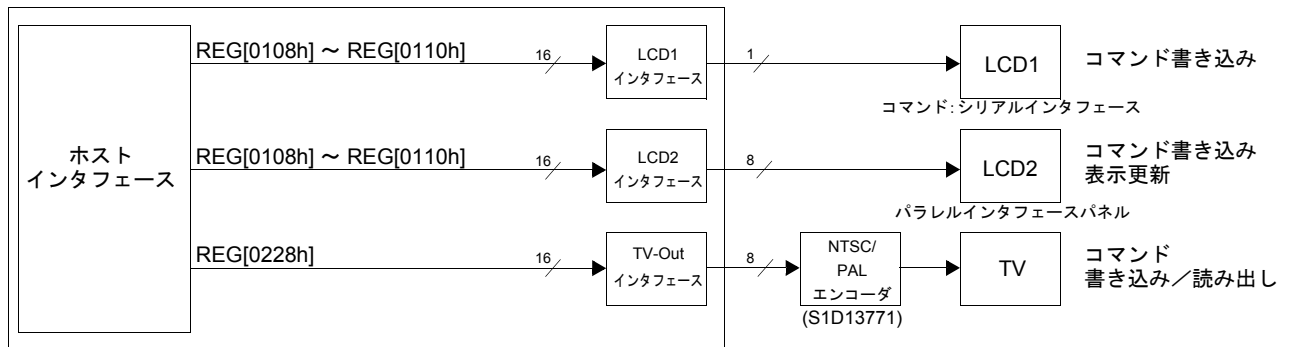 ホスト
インタフェース
REG[0108h] ～ REG[0110h]
16
LCD1
インタフェース
1
LCD1
コマンド書き込み
コマンド:シリアルインタフェース
REG[0108h] ～ REG[0110h]
16
LCD2
インタフェース
8
LCD2
コマンド書き込み
表示更新
パラレルインタフェースパネル
REG[0228h]
16
TV-Out
インタフェース
8
NTSC/
PAL
エンコーダ
(S1D13771)
TV
コマンド
書き込み／読み出し